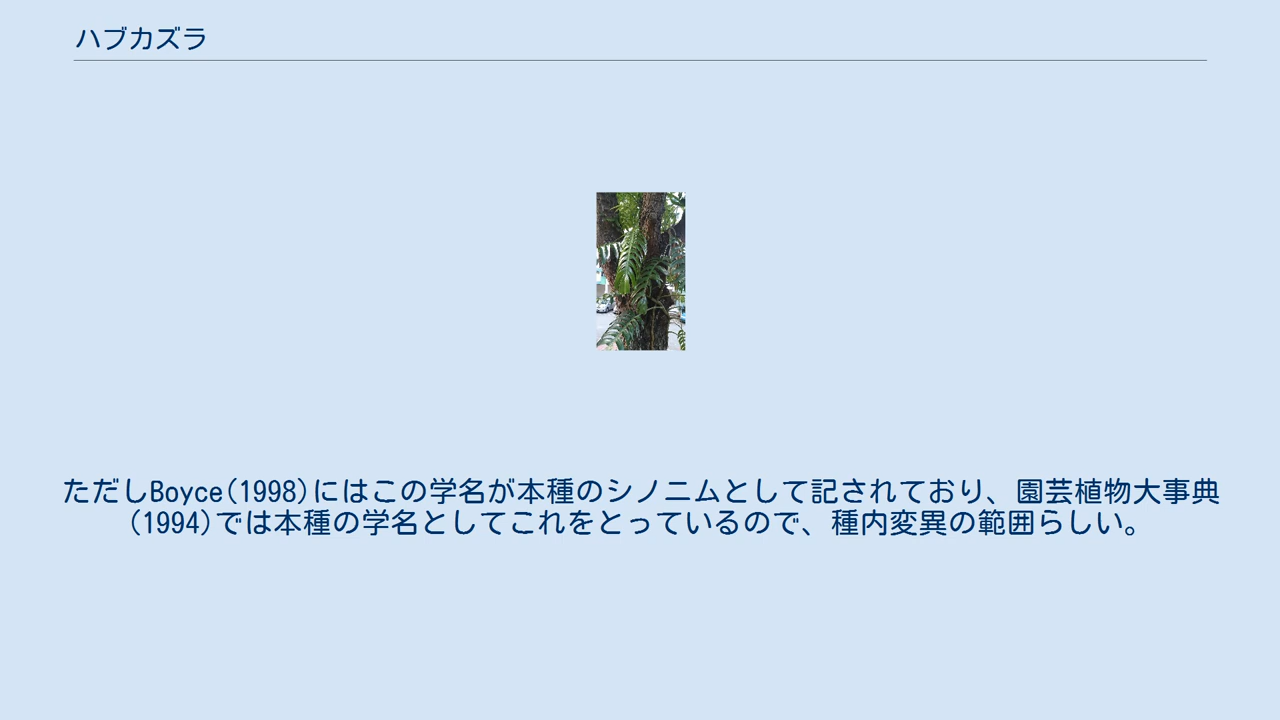 ハブカズラ
ただしBoyce(1998)にはこの学名が本種のシノニムとして記されており、園芸植物大事典
(1994)では本種の学名としてこれをとっているので、種内変異の範囲らしい。